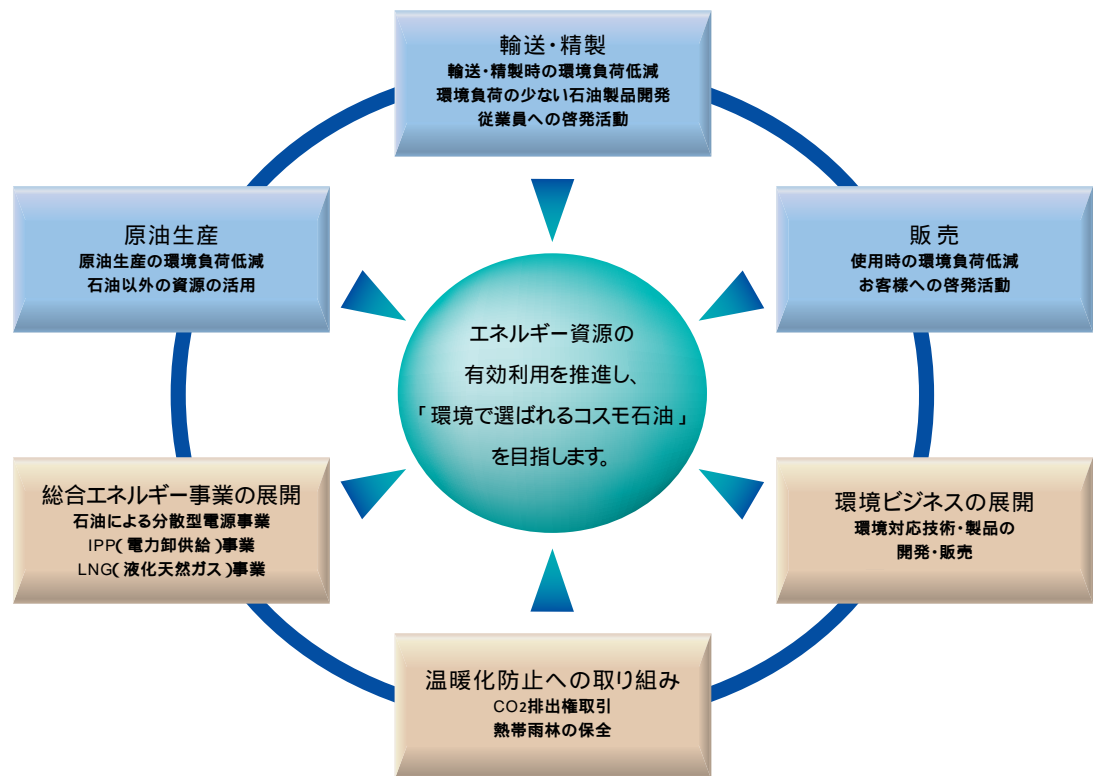 輸送・精製
輸送・精製時の環境負荷低減
環境負荷の少ない石油製品開発
従業員への啓発活動
原油生産
原油生産の環境負荷低減
石油以外の資源の活用
販売
使用時の環境負荷低減
お客様への啓発活動
エネルギー資源の
有効利用を推進し、
「環境で選ばれるコスモ石油」
を目指します。
総合エネルギー事業の展開
石油による分散型電源事業
IPP(電力卸供給)事業
LNG(液化天然ガス)事業
環境ビジネスの展開
環境対応技術・製品の
開発・販売
温暖化防止への取り組み
CO2排出権取引
熱帯雨林の保全